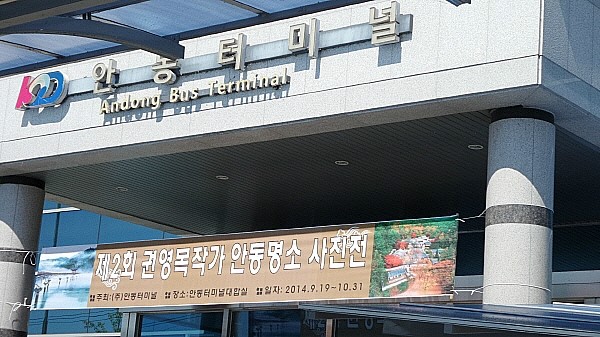 안동터미널
Andong Bus Terminal
제2회 권영목작가 안동명소 사진전
주최:(주)안동터미널 장소:안동터미널대합실 일자: 2014.9.19~10.31